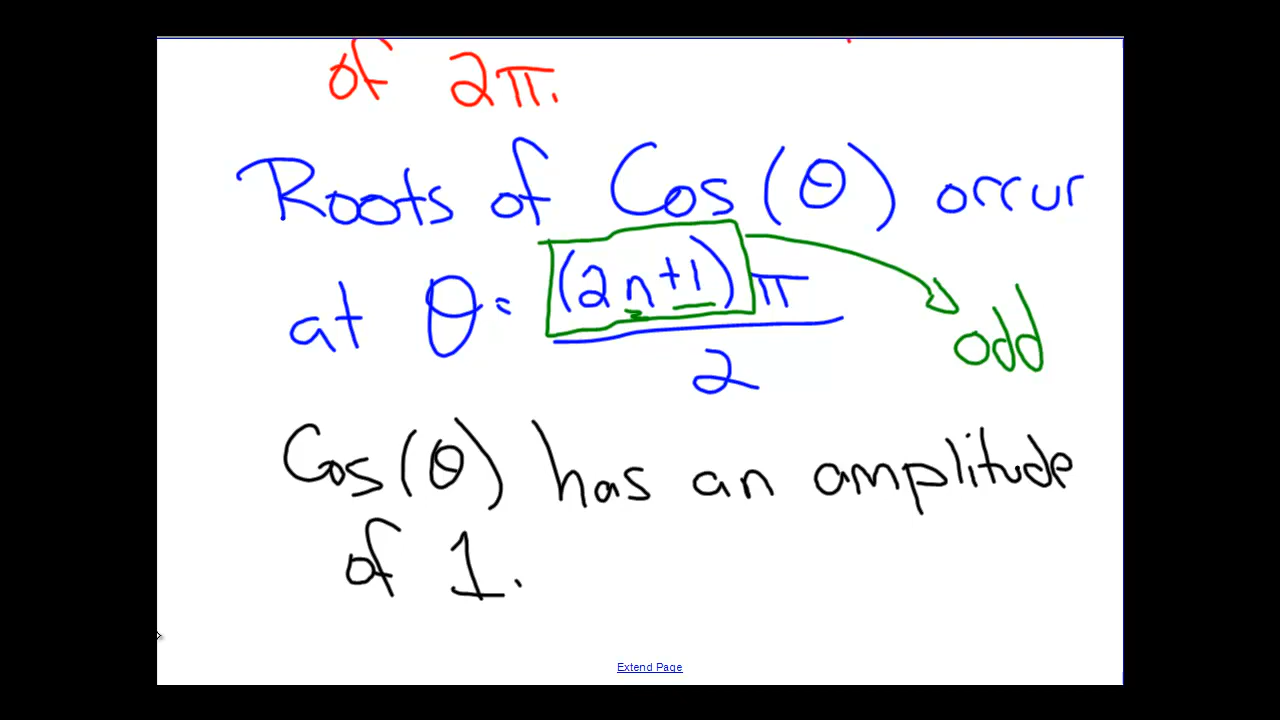 of 2π.
Roots of Cos(θ) occur
at θ = (2n+1)π / 2
odd
Cos(θ) has an amplitude
of 1.
Extend Page